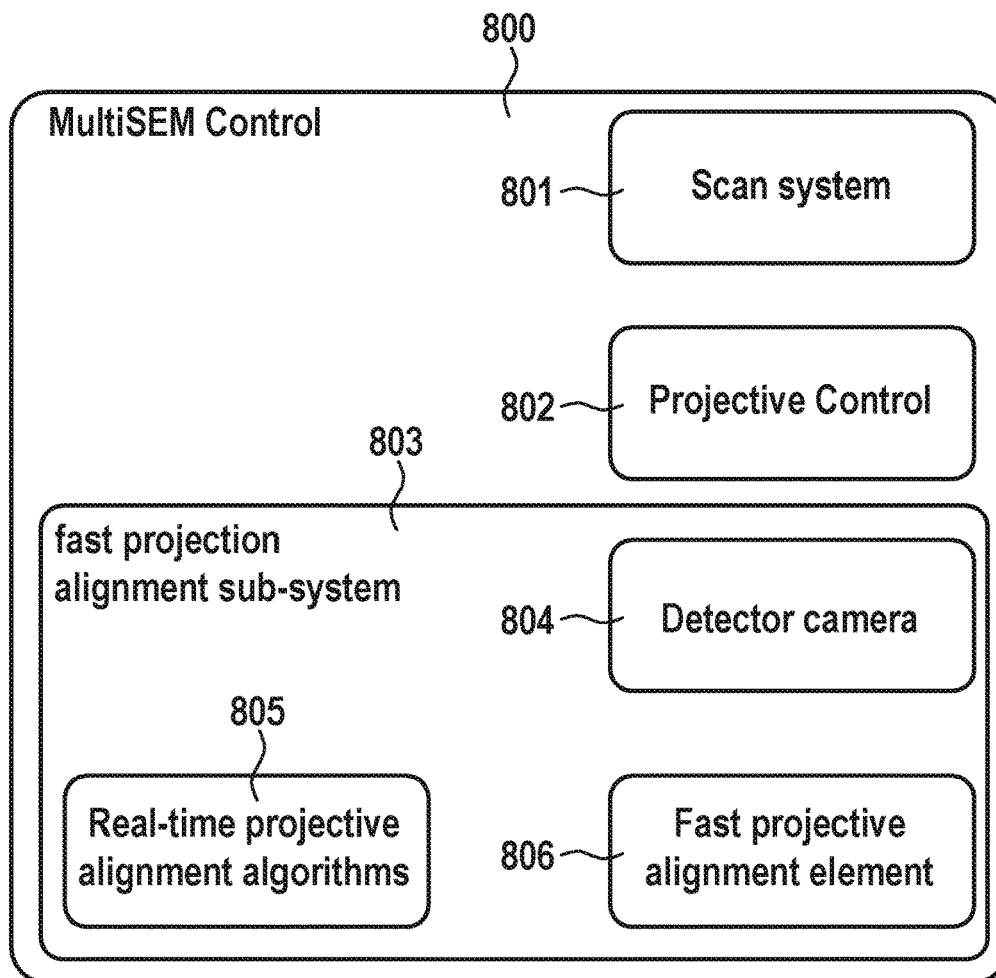 800
MultiSEM Control
801
Scan system
802
Projective Control
803
fast projection
alignment sub-system
804
Detector camera
805
Real-time projective
alignment algorithms
806
Fast projective
alignment element